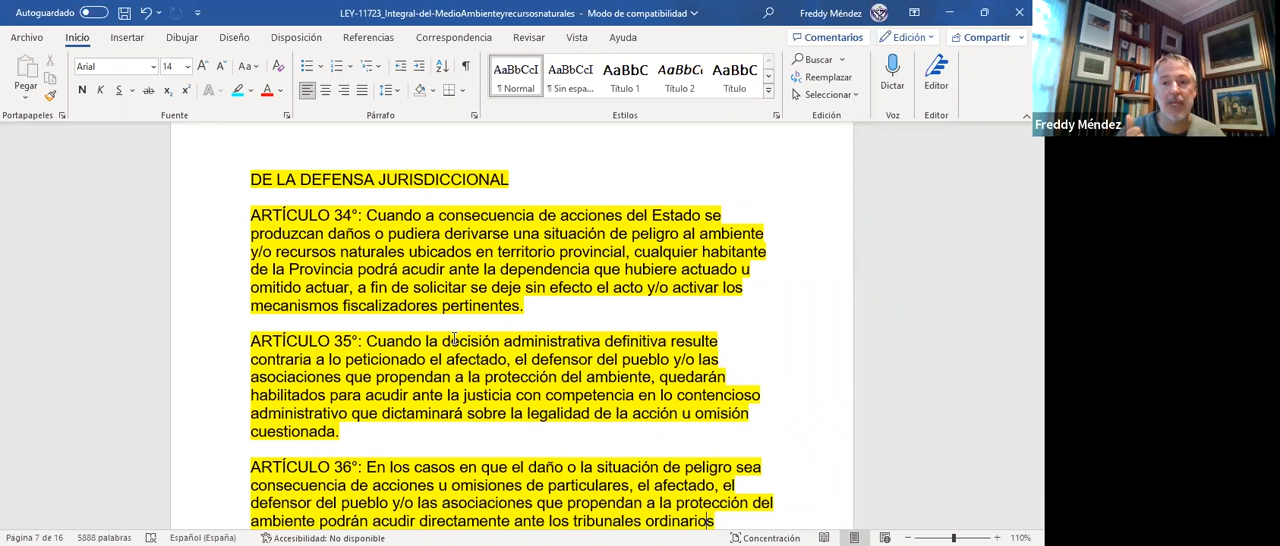 Autoguardado
LEY-11723_Integral-del-MedioAmbienteyrecursosnaturales - Modo de compatibilidad
Freddy Méndez
Archivo Inicio Insertar Dibujar Diseño Disposición Referencias Correspondencia Revisar Vista Ayuda
Comentarios Edición Compartir
Pegar
Arial 14
Aa
N K S ab x₂ x² A A
AaBbCcI AaBbCcI AaBbC AaBbCc AaBbC
¶ Normal ¶ Sin espa... Título 1 Título 2 Título
Buscar
Reemplazar
Seleccionar
Dictar Editor
Portapapeles Fuente Párrafo Estilos Edición Voz Editor
Freddy Méndez
DE LA DEFENSA JURISDICCIONAL
ARTÍCULO 34°: Cuando a consecuencia de acciones del Estado se
produzcan daños o pudiera derivarse una situación de peligro al ambiente
y/o recursos naturales ubicados en territorio provincial, cualquier habitante
de la Provincia podrá acudir ante la dependencia que hubiere actuado u
omitido actuar, a fin de solicitar se deje sin efecto el acto y/o activar los
mecanismos fiscalizadores pertinentes.
ARTÍCULO 35°: Cuando la decisión administrativa definitiva resulte
contraria a lo peticionado el afectado, el defensor del pueblo y/o las
asociaciones que propendan a la protección del ambiente, quedarán
habilitados para acudir ante la justicia con competencia en lo contencioso
administrativo que dictaminará sobre la legalidad de la acción u omisión
cuestionada.
ARTÍCULO 36°: En los casos en que el daño o la situación de peligro sea
consecuencia de acciones u omisiones de particulares, el afectado, el
defensor del pueblo y/o las asociaciones que propendan a la protección del
ambiente podrán acudir directamente ante los tribunales ordinarios
Página 7 de 16 5888 palabras Español (España) Accesibilidad: No disponible Concentración 110%